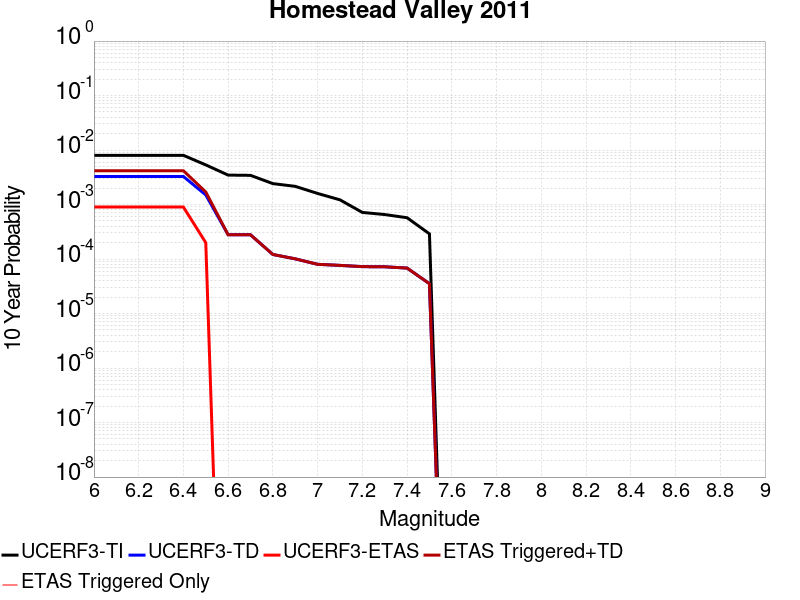 Homestead Valley 2011
10 Year Probability
10^0
10^-1
10^-2
10^-3
10^-4
10^-5
10^-6
10^-7
10^-8
6 6.2 6.4 6.6 6.8 7 7.2 7.4 7.6 7.8 8 8.2 8.4 8.6 8.8 9
Magnitude
UCERF3-TI UCERF3-TD UCERF3-ETAS ETAS Triggered+TD
ETAS Triggered Only